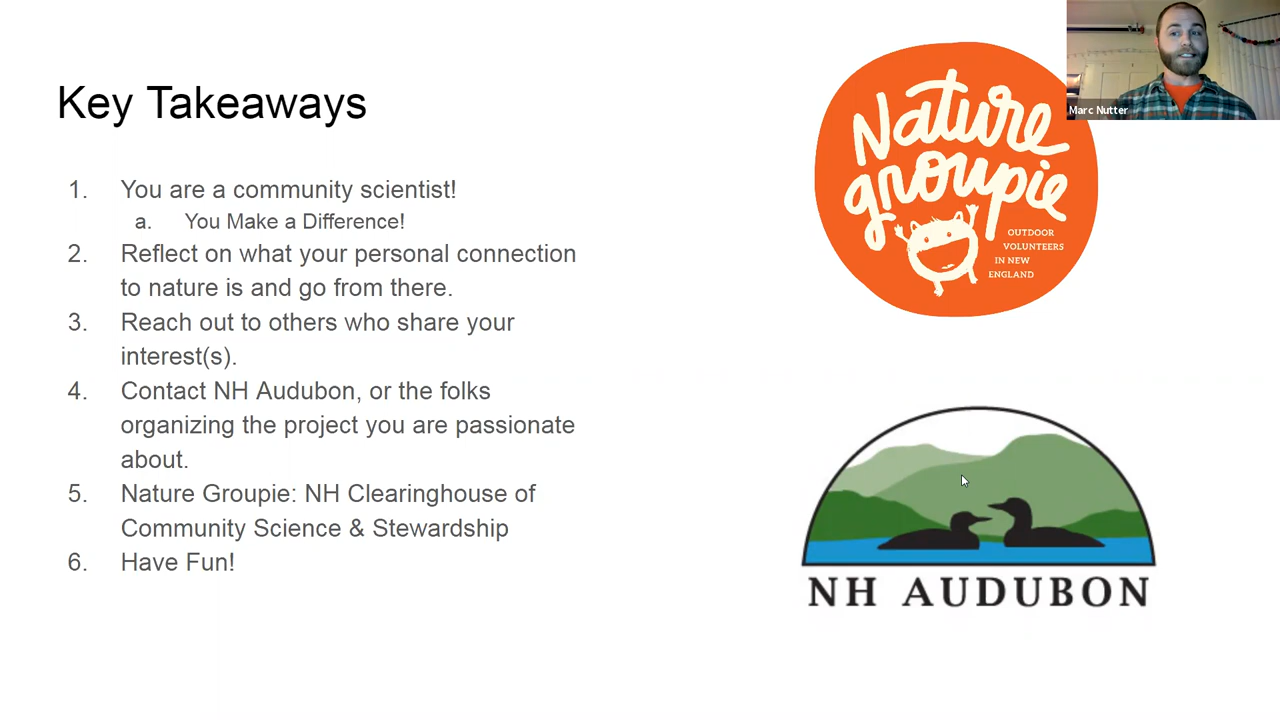 Key Takeaways
1. You are a community scientist!
a. You Make a Difference!
2. Reflect on what your personal connection
to nature is and go from there.
3. Reach out to others who share your
interest(s).
4. Contact NH Audubon, or the folks
organizing the project you are passionate
about.
5. Nature Groupie: NH Clearinghouse of
Community Science & Stewardship
6. Have Fun!
Nature
groupie
OUTDOOR
VOLUNTEERS
IN NEW
ENGLAND
Marc Nutter
NH AUDUBON